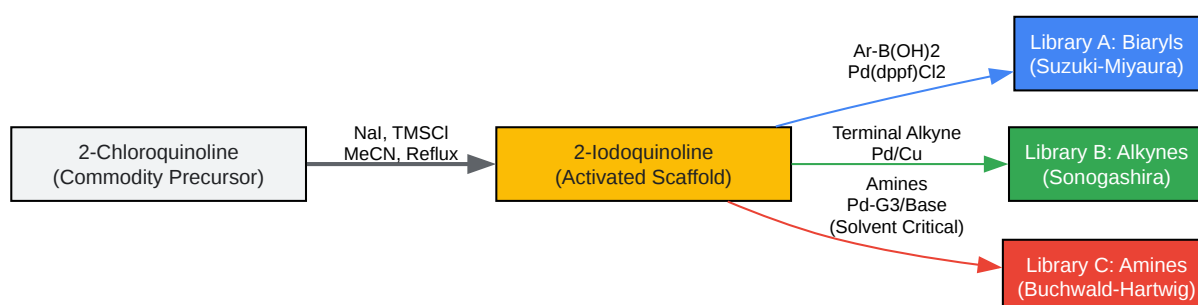 2-Chloroquinoline
(Commodity Precursor)
NaI, TMSCl
MeCN, Reflux
2-Iodoquinoline
(Activated Scaffold)
Ar-B(OH)2
Pd(dppf)Cl2
Library A: Biaryls
(Suzuki-Miyaura)
Terminal Alkyne
Pd/Cu
Library B: Alkynes
(Sonogashira)
Amines
Pd-G3/Base
(Solvent Critical)
Library C: Amines
(Buchwald-Hartwig)